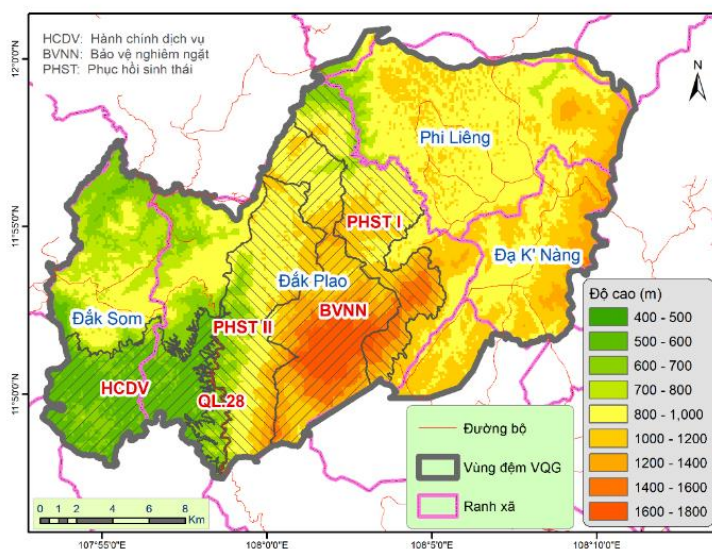 HCDV: Hành chính dịch vụ
BVNN: Bảo vệ nghiêm ngặt
PHST: Phục hồi sinh thái
12°0'0"N
N
Phi Liêng
11°55'0"N
PHST I
Đạ K' Nàng
Đắk Plao
Đắk Som
PHST II
BVNN
HCDV
QL.28
11°50'0"N
Độ cao (m)
400 - 500
500 - 600
600 - 700
700 - 800
800 - 1,000
1000 - 1200
1200 - 1400
1400 - 1600
1600 - 1800
Đường bộ
Vùng đệm VQG
Ranh xã
0 1 2 4 6 8
Km
107°55'0"E
108°0'0"E
108°5'0"E
108°10'0"E